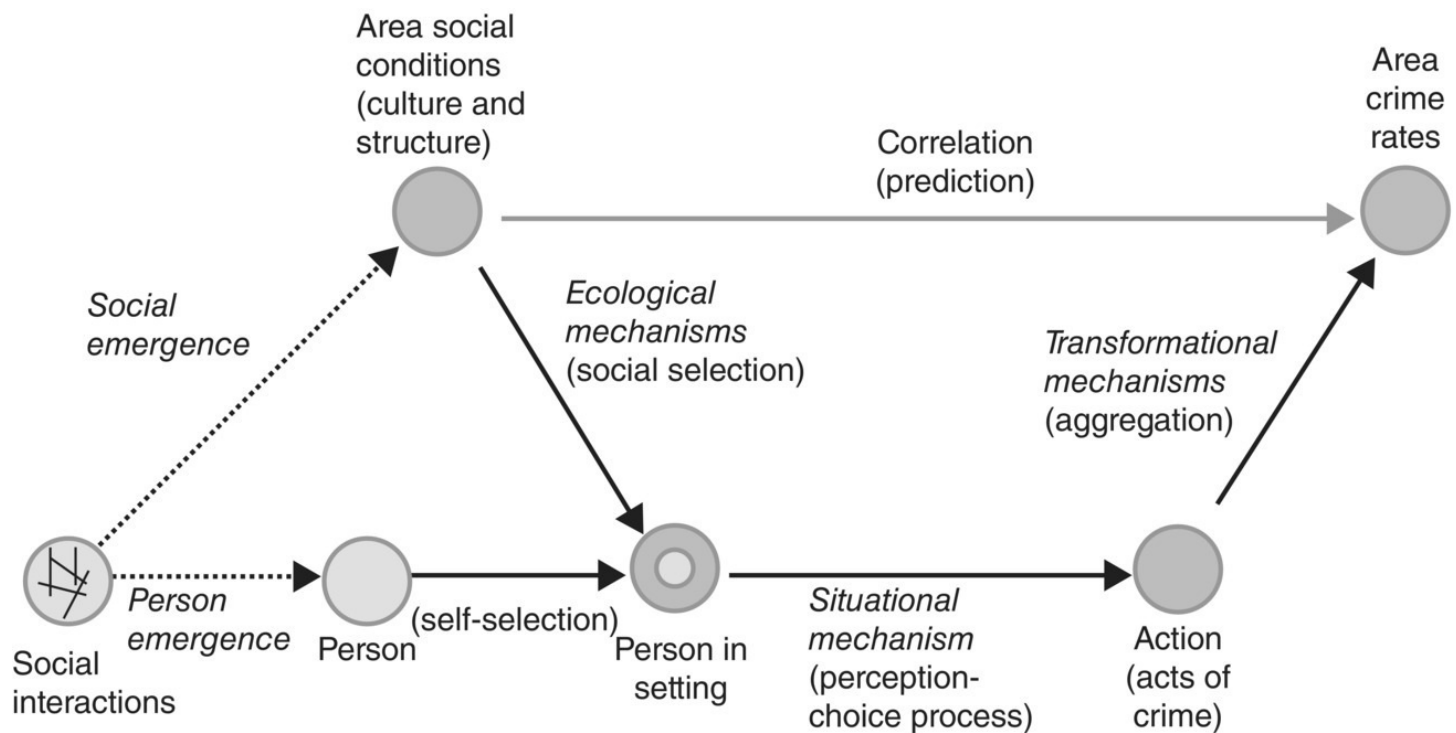 Area social
conditions
(culture and
structure)
Area
crime
rates
Correlation
(prediction)
Social
emergence
Ecological
mechanisms
(social selection)
Transformational
mechanisms
(aggregation)
Person
emergence
(self-selection)
Situational
mechanism
(perception-
choice process)
Social
interactions
Person
Person in
setting
Action
(acts of
crime)